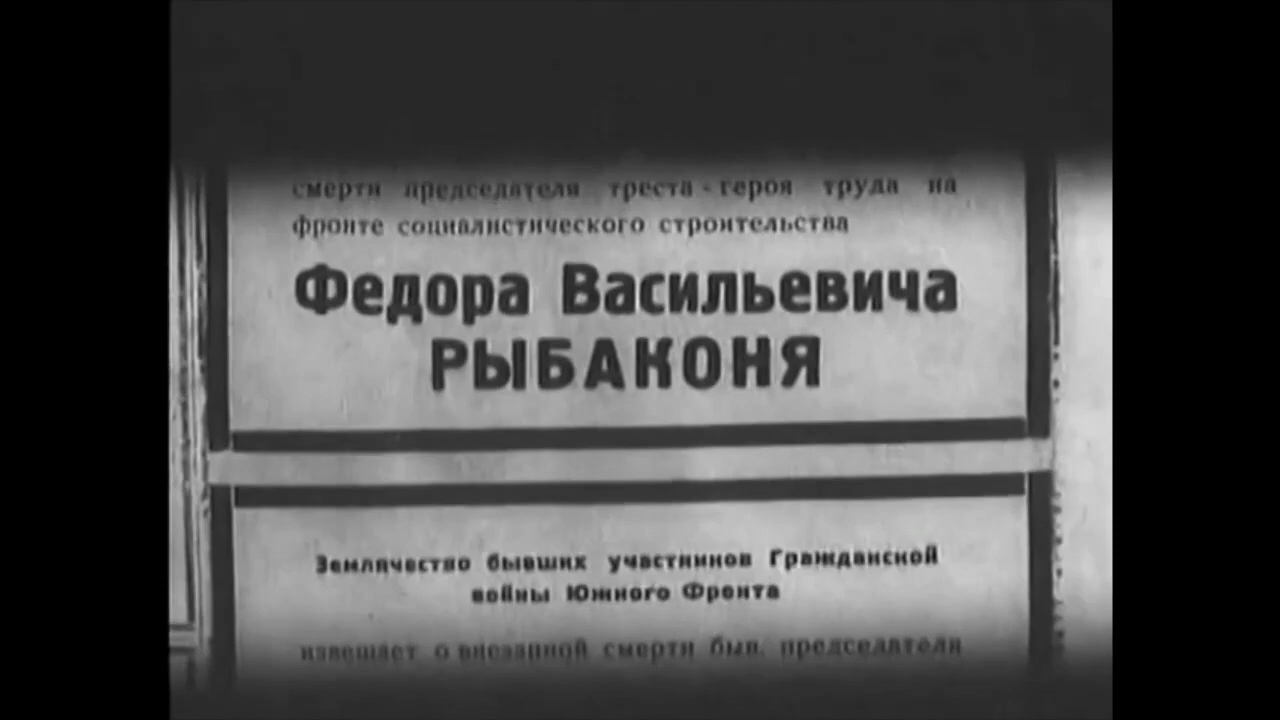 смерти председателя треста - героя труда на
фронте социалистического строительства
Федора Васильевича
РЫБАКОНЯ
Землячество бывших участников Гражданской
войны Южного Фронта
извещает о внезапной смерти быв. председателя